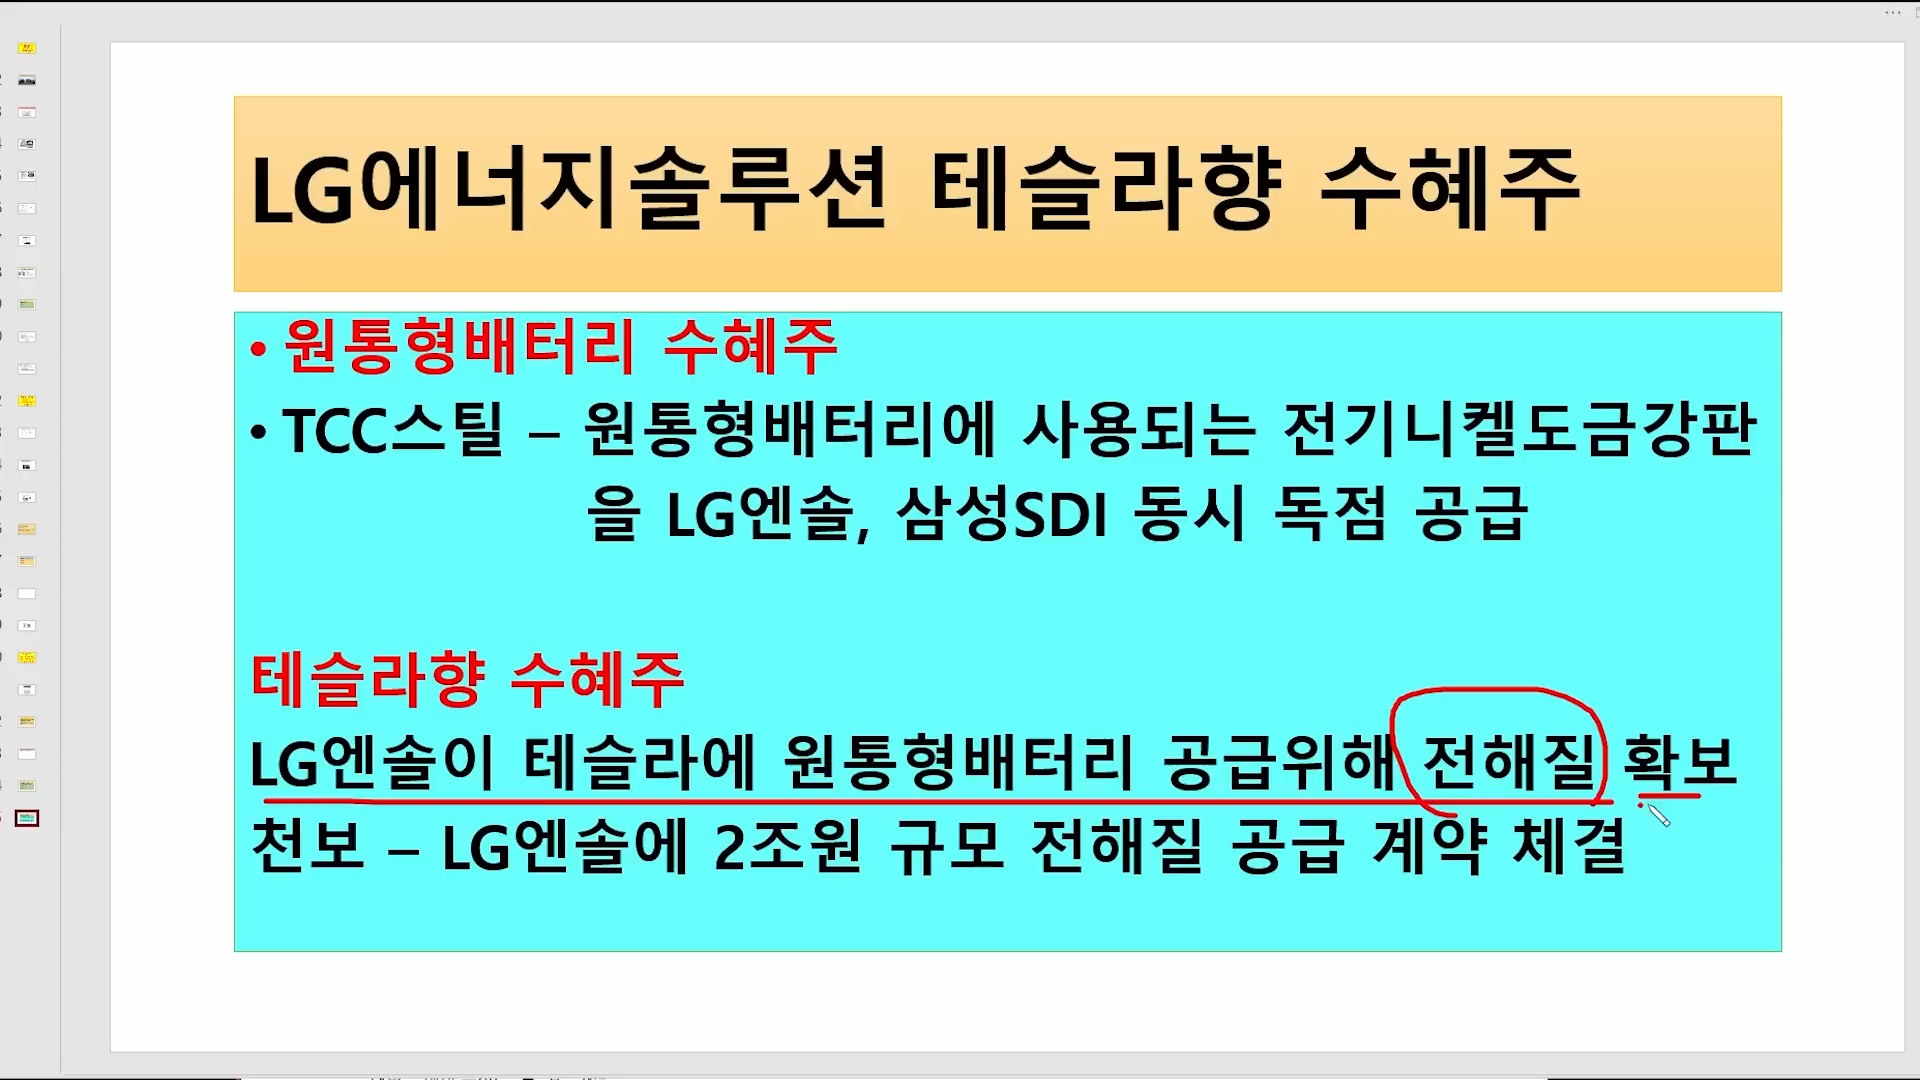 LG에너지솔루션 테슬라향 수혜주
• 원통형배터리 수혜주
• TCC스틸 – 원통형배터리에 사용되는 전기니켈도금강판
을 LG엔솔, 삼성SDI 동시 독점 공급
테슬라향 수혜주
LG엔솔이 테슬라에 원통형배터리 공급위해 전해질 확보
천보 – LG엔솔에 2조원 규모 전해질 공급 계약 체결